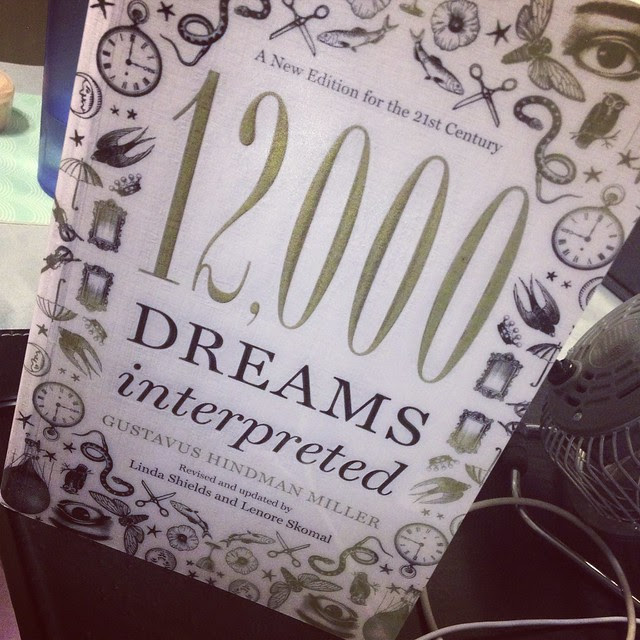 A New Edition for the 21st Century
12,000
DREAMS
interpreted
GUSTAVUS HINDMAN MILLER
Revised and updated by
Linda Shields and Lenore Skomal